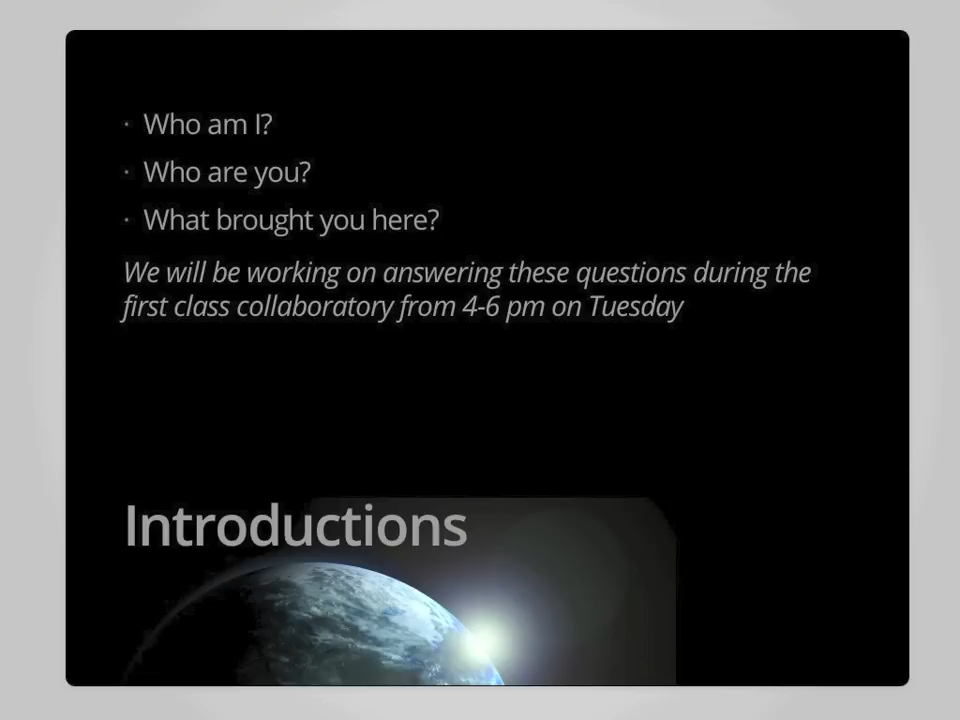 · Who am I?
· Who are you?
· What brought you here?
We will be working on answering these questions during the
first class collaboratory from 4-6 pm on Tuesday
Introductions